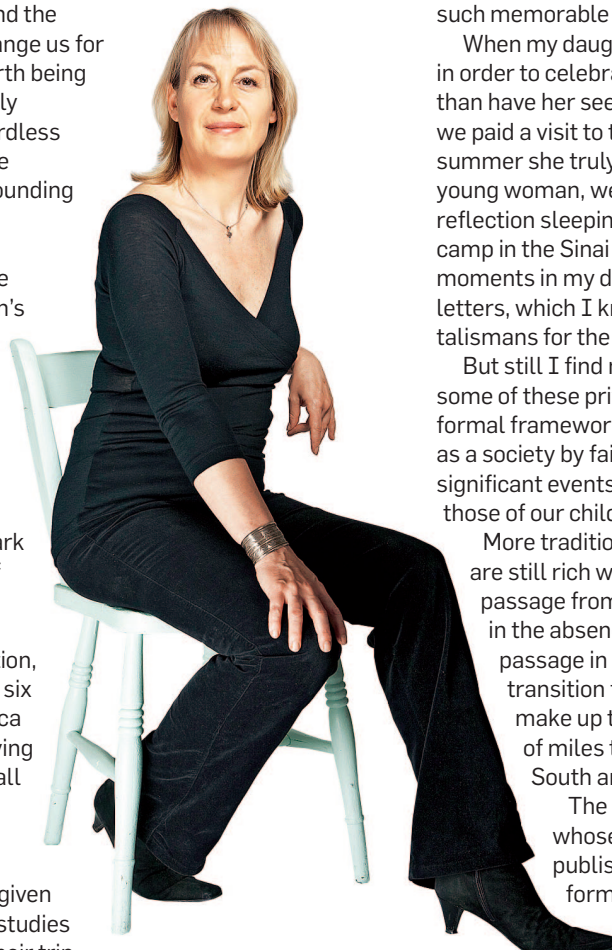 nd the
ange us for
rth being
ly
rdless
e
ounding
e
n's
ark
f
tion,
six
ca
ving
all
given
studies
such memorable
When my daug
in order to celebra
than have her see
we paid a visit to t
summer she truly
young woman, we
reflection sleepin
camp in the Sinai
moments in my d
letters, which I kn
talismans for the
But still I find r
some of these pri
formal framewor
as a society by fai
significant events
those of our child
More traditio
are still rich w
passage from
in the absen
passage in
transition
make up t
of miles t
South ar
The
whose
publis
form